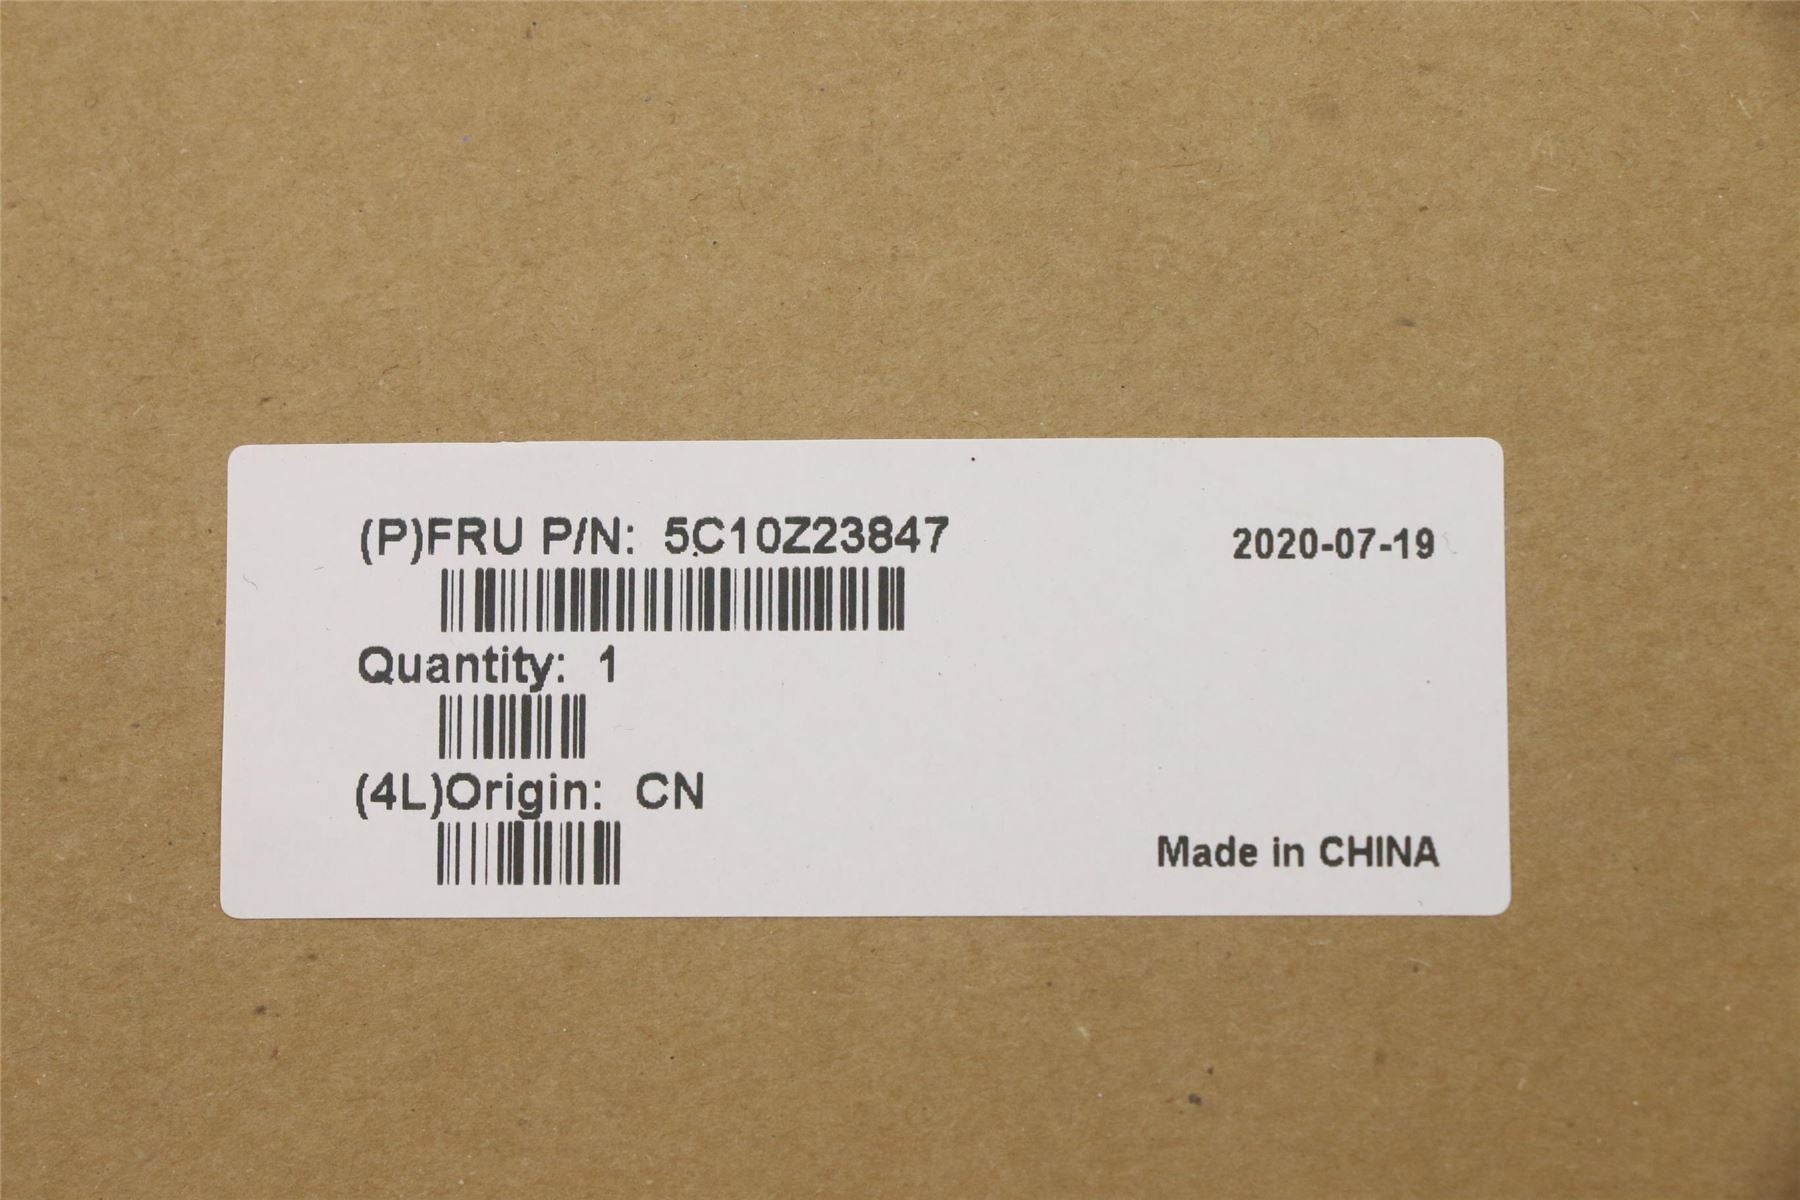 (P)FRU P/N: 5C10Z23847
2020-07-19
Quantity: 1
(4L)Origin: CN
Made in CHINA